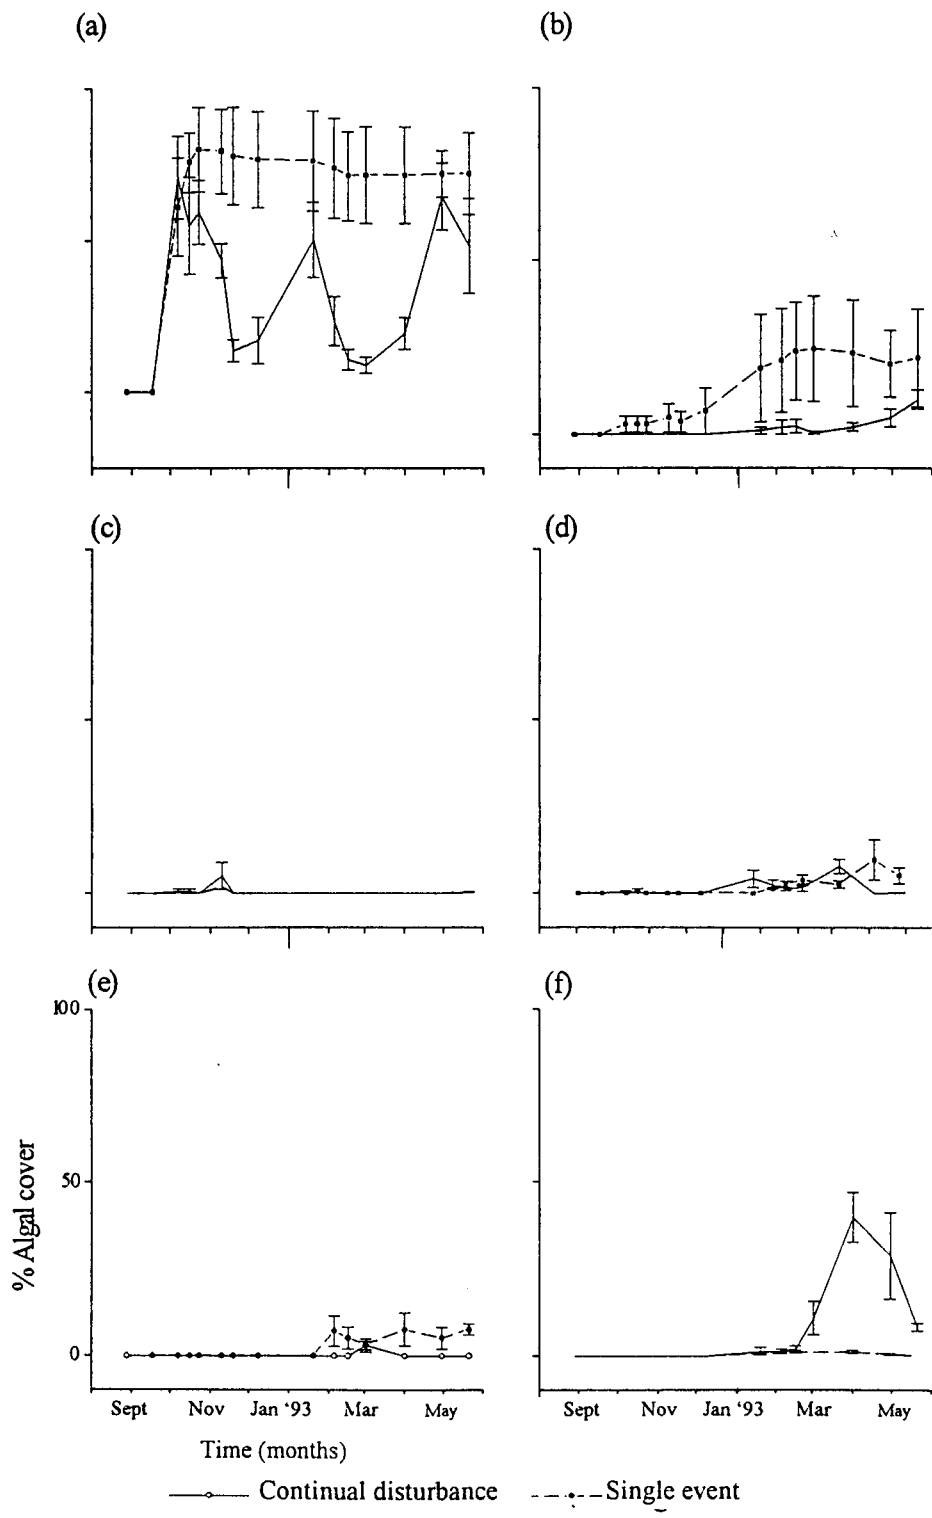 (a)
(b)
(c)
(d)
(e)
(f)
100
50
0
% Algal cover
Sept Nov Jan '93 Mar May
Sept Nov Jan '93 Mar May
Time (months)
Continual disturbance Single event